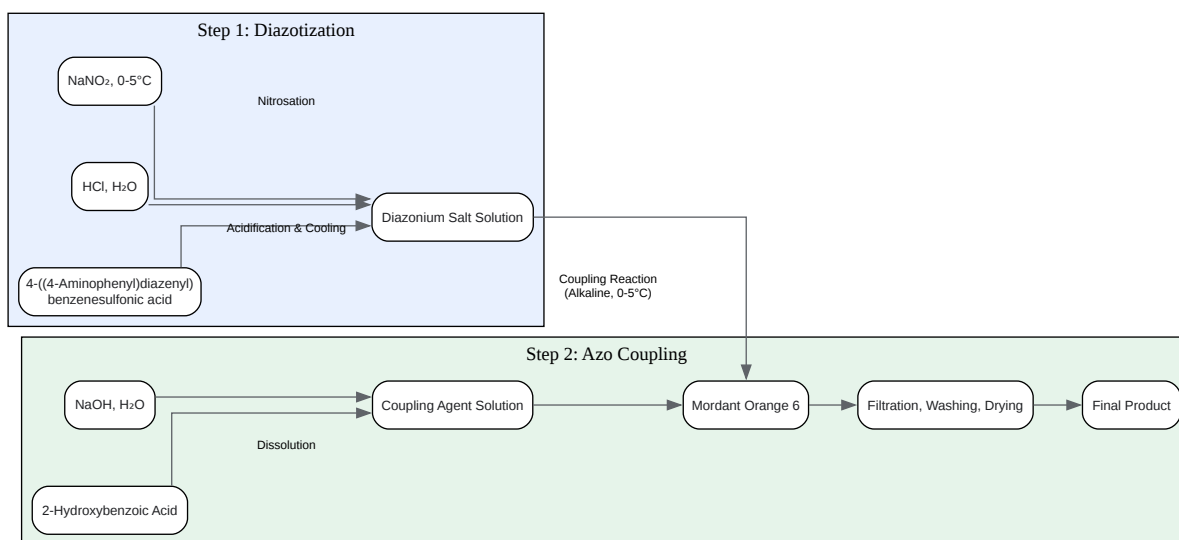 Step 1: Diazotization
NaNO₂, 0-5°C
Nitrosation
HCl, H₂O
Diazonium Salt Solution
Acidification & Cooling
4-((4-Aminophenyl)diazenyl)
benzenesulfonic acid
Coupling Reaction
(Alkaline, 0-5°C)
Step 2: Azo Coupling
NaOH, H₂O
Coupling Agent Solution
Mordant Orange 6
Filtration, Washing, Drying
Final Product
Dissolution
2-Hydroxybenzoic Acid